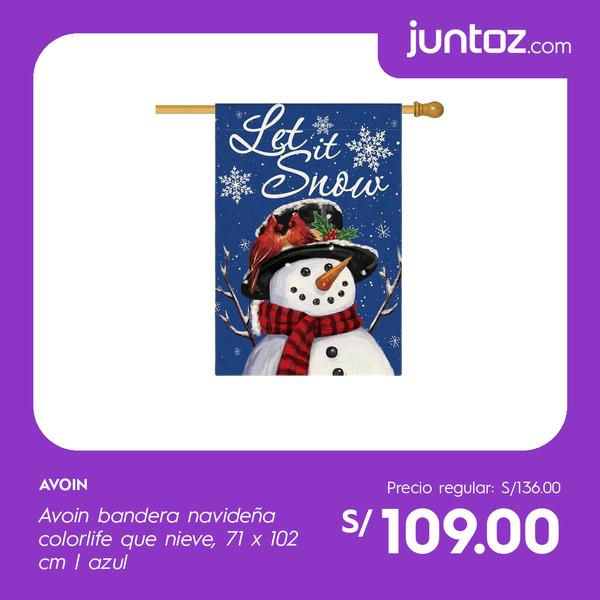 juntoz.com
Let it
Snow
AVOIN
Avoin bandera navideña
colorlife que nieve, 71 x 102
cm | azul
Precio regular: S/136.00
S/109.00